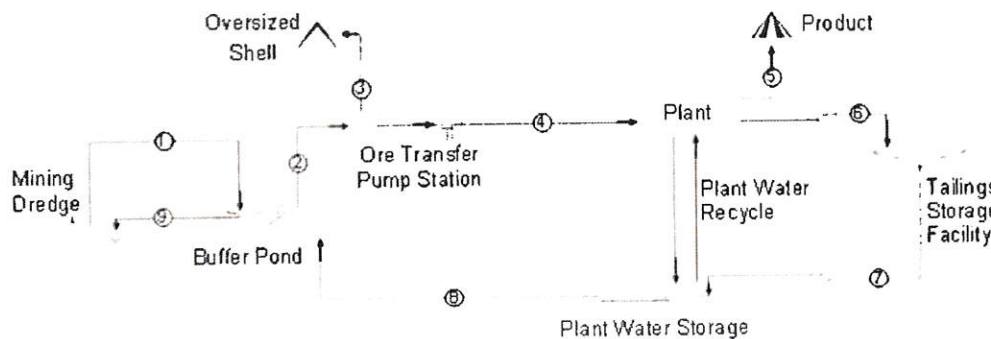 Oversized
Shell
Product
③
⑤
①
②
④
Plant
⑥
Mining
Dredge
Ore Transfer
Pump Station
⑨
Buffer Pond
Plant Water
Recycle
Tailings
Storage
Facility
⑧
⑦
Plant Water Storage